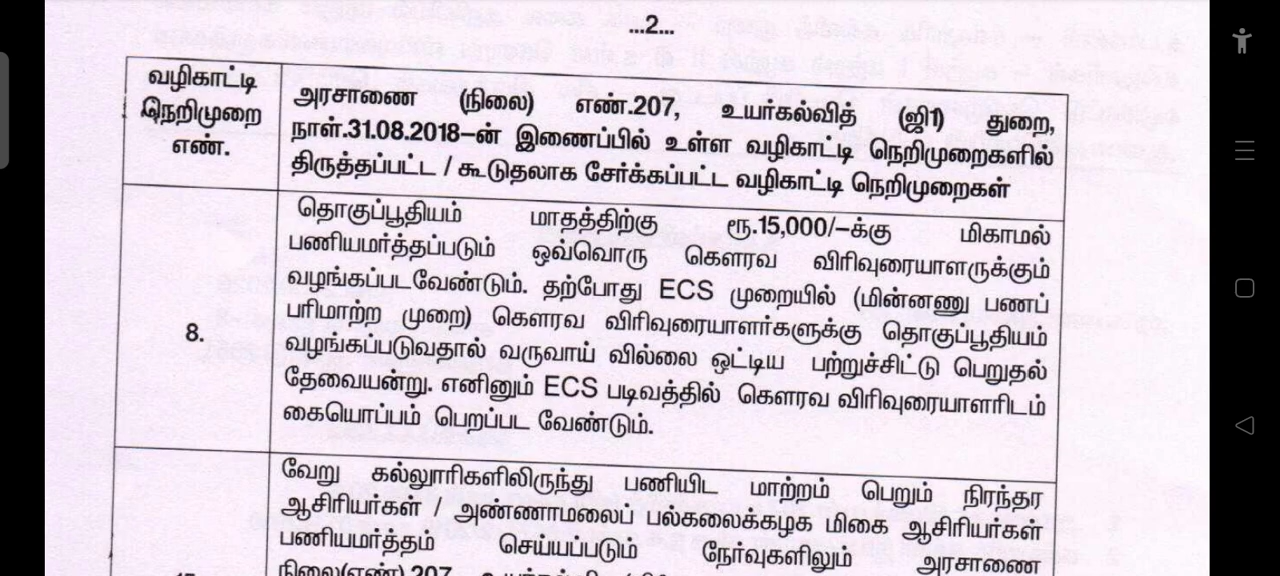 ...2...
வழிகாட்டி
நெறிமுறை
எண்.
அரசாணை (நிலை) எண்.207, உயர்கல்வித் (ஜி1) துறை,
நாள்.31.08.2018-ன் இணைப்பில் உள்ள வழிகாட்டி நெறிமுறைகளில்
திருத்தப்பட்ட / கூடுதலாக சேர்க்கப்பட்ட வழிகாட்டி நெறிமுறைகள்
8.
தொகுப்பூதியம் மாதத்திற்கு ரூ.15,000/-க்கு மிகாமல்
பணியமர்த்தப்படும் ஒவ்வொரு கௌரவ விரிவுரையாளருக்கும்
வழங்கப்படவேண்டும். தற்போது ECS முறையில் (மின்னணு பணப்
பரிமாற்ற முறை) கௌரவ விரிவுரையாளர்களுக்கு தொகுப்பூதியம்
வழங்கப்படுவதால் வருவாய் வில்லை ஒட்டிய பற்றுச்சிட்டு பெறுதல்
தேவையன்று. எனினும் ECS படிவத்தில் கௌரவ விரிவுரையாளரிடம்
கையொப்பம் பெறப்பட வேண்டும்.
வேறு கல்லூரிகளிலிருந்து பணியிட மாற்றம் பெறும் நிரந்தர
ஆசிரியர்கள் / அண்ணாமலைப் பல்கலைக்கழக மிகை ஆசிரியர்கள்
பணியமர்த்தம் செய்யப்படும் நேர்வுகளிலும் அரசாணை
நிலை(எண்).207,